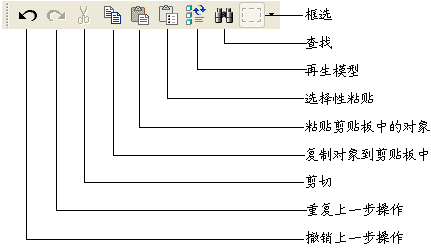 框选
查找
再生模型
选择性粘贴
粘贴剪贴板中的对象
复制对象到剪贴板中
剪切
重复上一步操作
撤销上一步操作